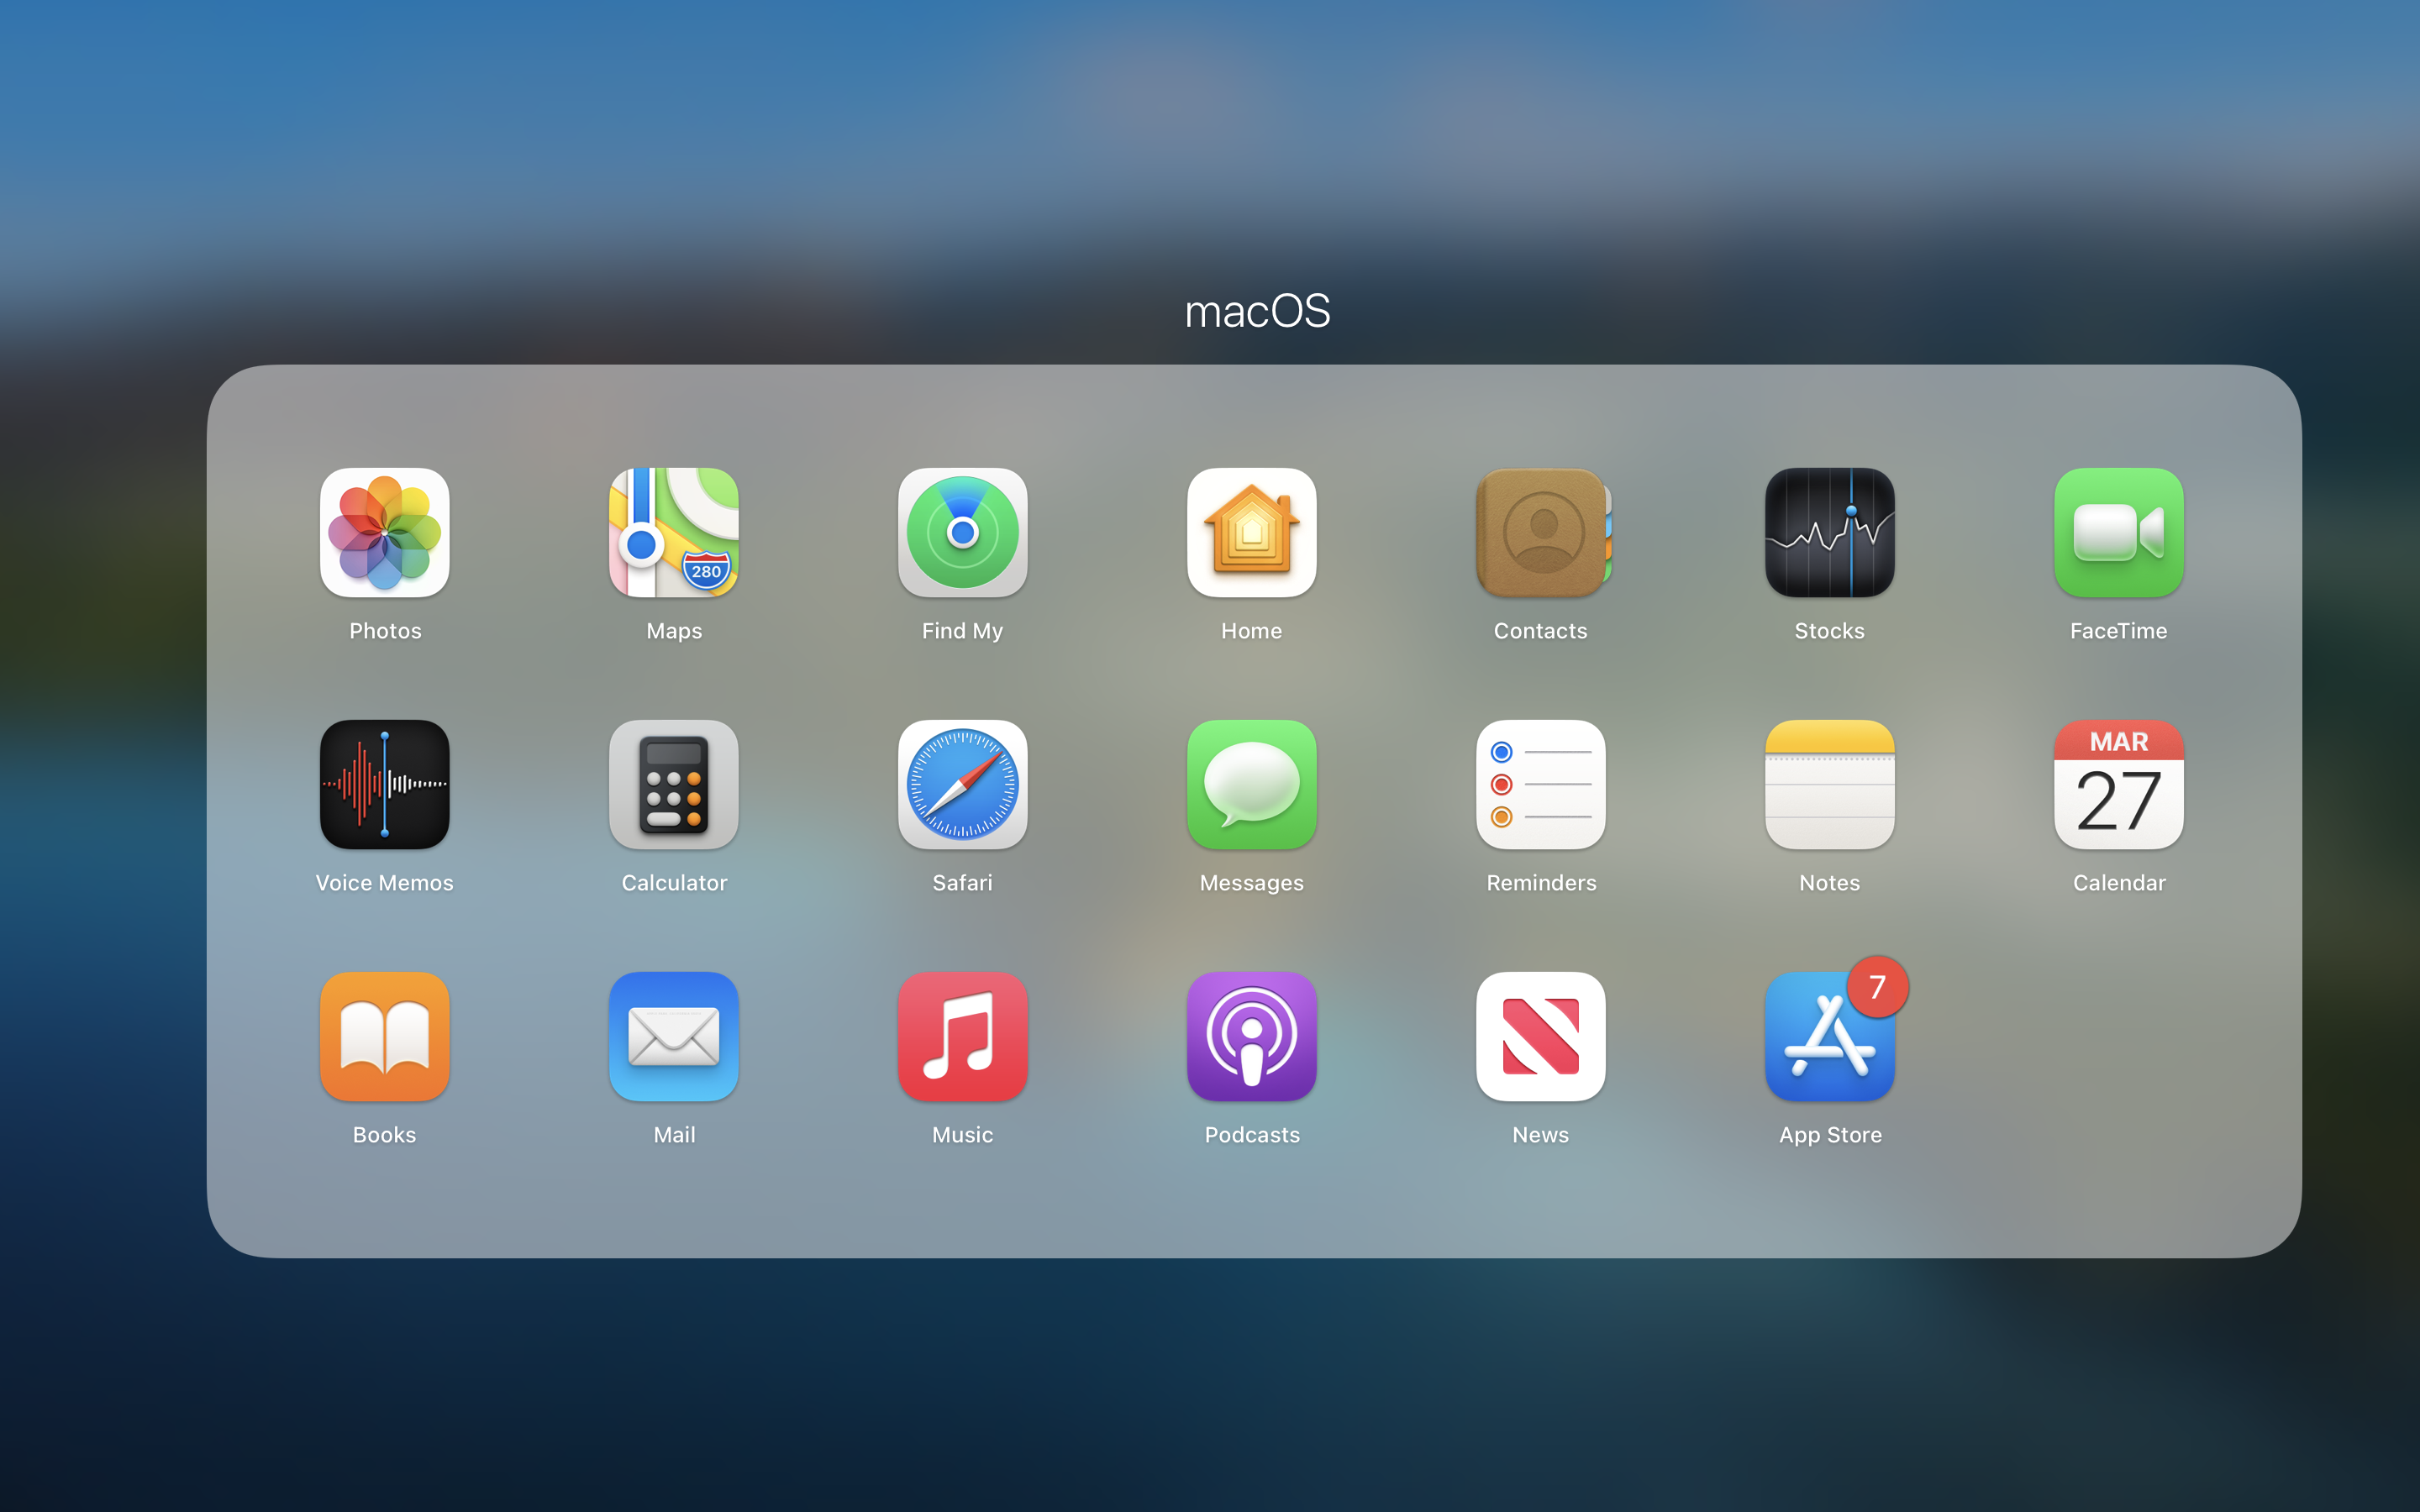 macOS
280
Photos
Maps
Find My
Home
Contacts
Stocks
FaceTime
MAR
27
Voice Memos
Calculator
Safari
Messages
Reminders
Notes
Calendar
7
Books
Mail
Music
Podcasts
News
App Store